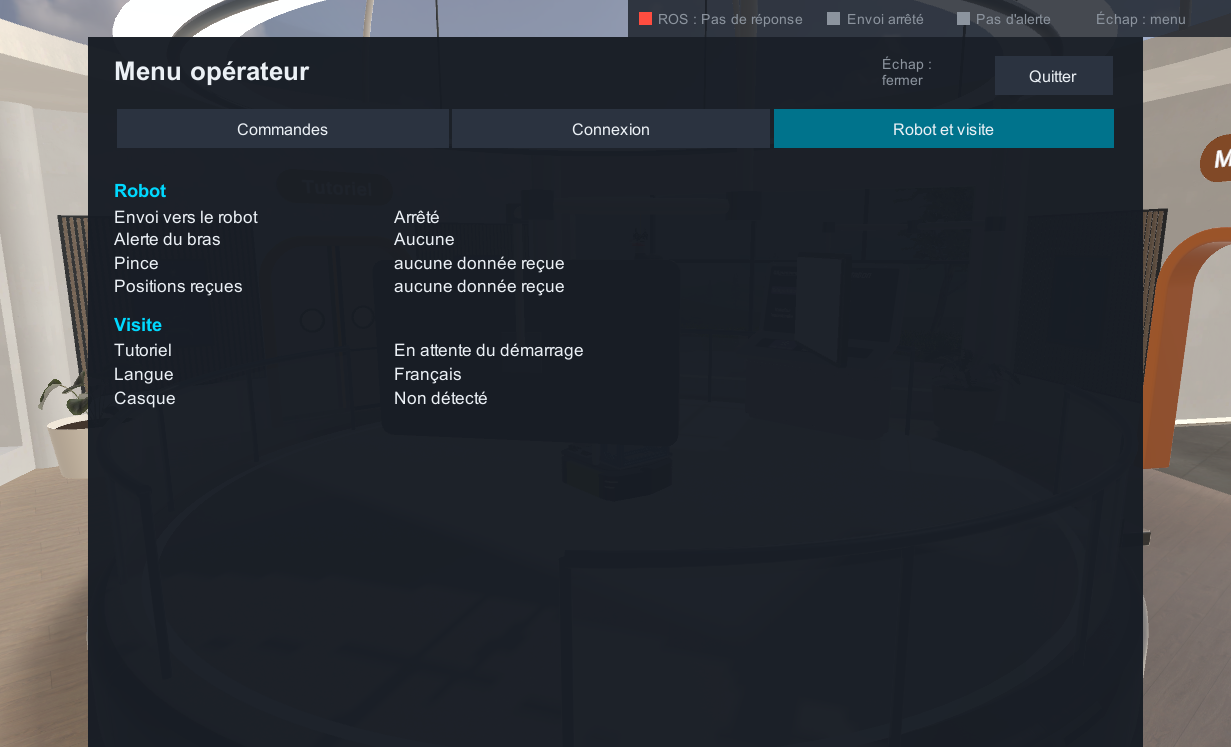 ROS : Pas de réponse Envoi arrêté Pas d'alerte Échap : menu
Menu opérateur
Échap :
fermer
Quitter
Commandes Connexion Robot et visite
Tutoriel
Robot
Envoi vers le robot Arrêté
Alerte du bras Aucune
Pince aucune donnée reçue
Positions reçues aucune donnée reçue
Visite
Tutoriel En attente du démarrage
Langue Français
Casque Non détecté